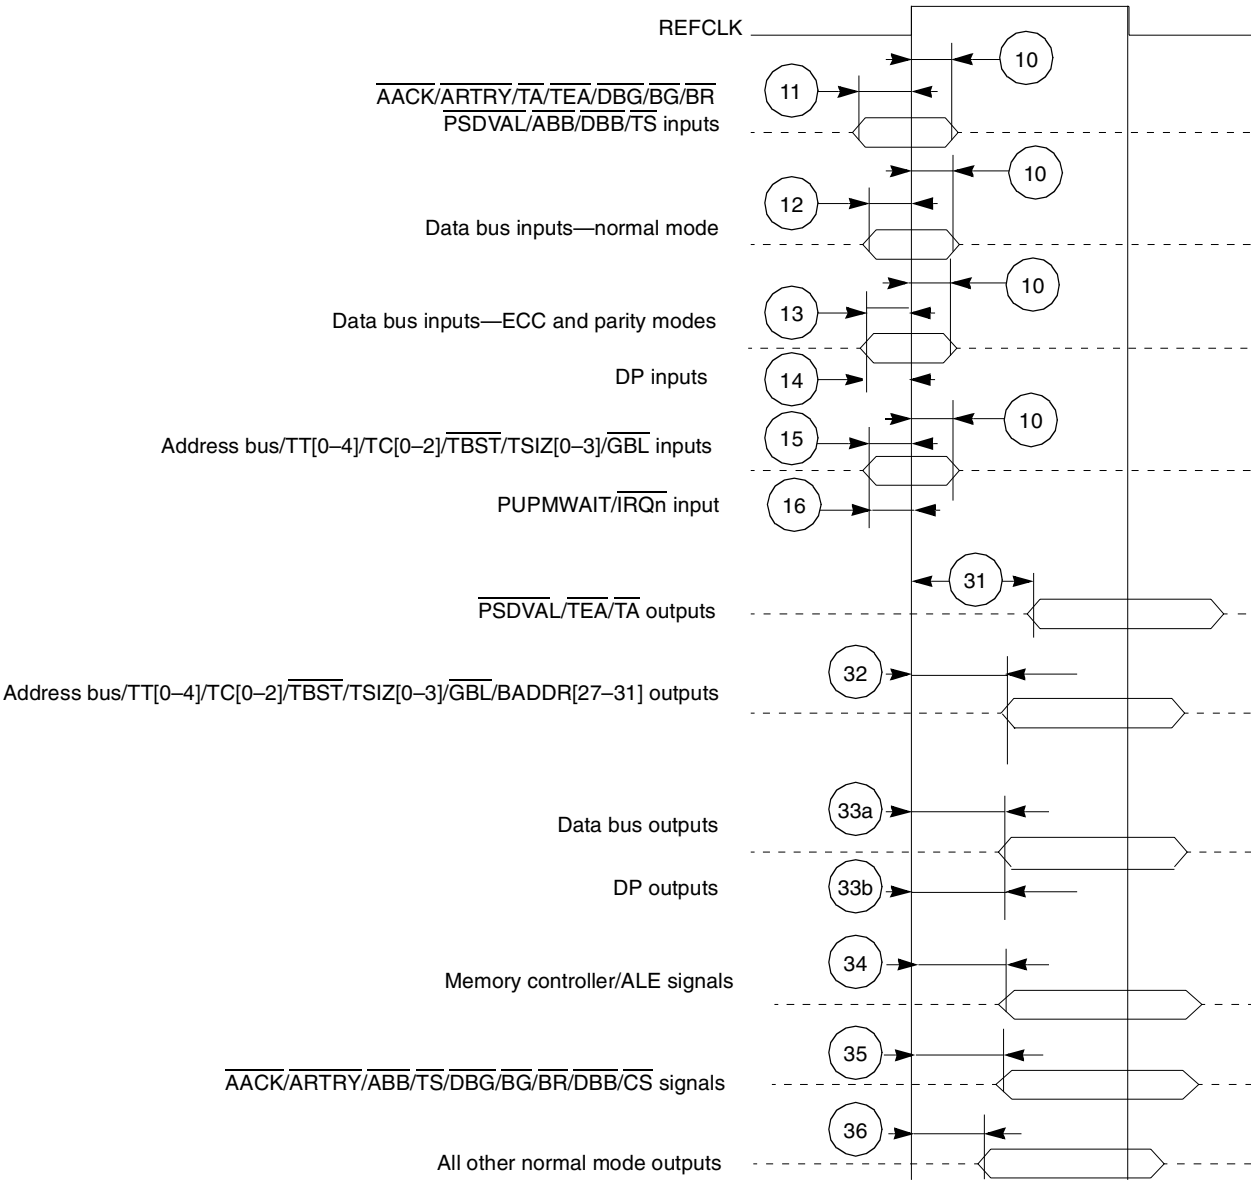 REFCLK
10
AACK/ARTRY/TA/TEA/DBG/BG/BR
11
PSDVAL/ABB/DBB/TS inputs
10
12
Data bus inputs—normal mode
10
13
Data bus inputs—ECC and parity modes
DP inputs
14
10
15
Address bus/TT[0–4]/TC[0–2]/TBST/TSIZ[0–3]/GBL inputs
PUPMWAIT/IRQn input
16
31
PSDVAL/TEA/TA outputs
32
Address bus/TT[0–4]/TC[0–2]/TBST/TSIZ[0–3]/GBL/BADDR[27–31] outputs
33a
Data bus outputs
DP outputs
33b
34
Memory controller/ALE signals
35
AACK/ARTRY/ABB/TS/DBG/BG/BR/DBB/CS signals
36
All other normal mode outputs